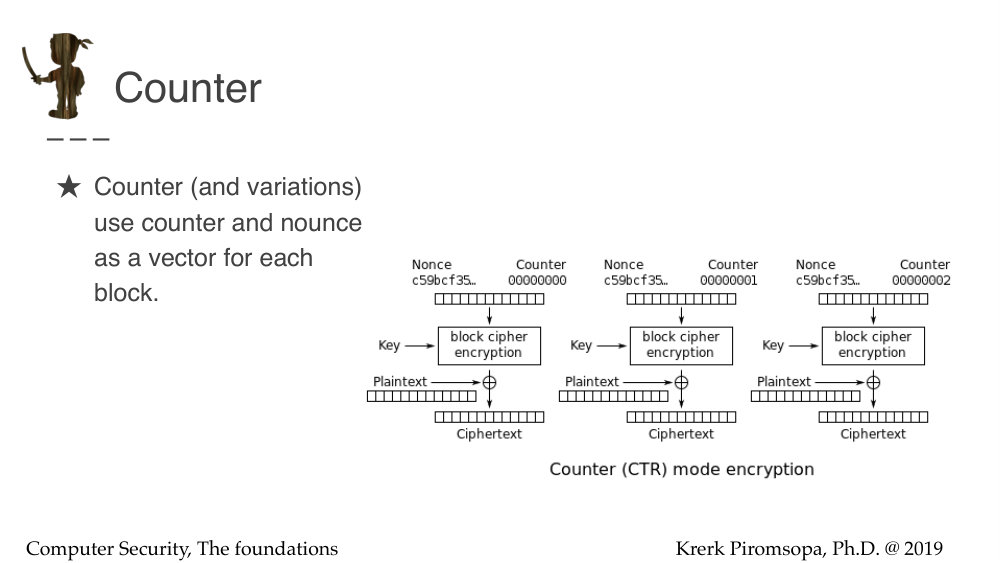 Counter
★ Counter (and variations)
use counter and nounce
as a vector for each
block.
Nonce Counter Nonce Counter Nonce Counter
c59bcf35… 00000000 c59bcf35… 00000001 c59bcf35… 00000002
Key block cipher encryption Key block cipher encryption Key block cipher encryption
Plaintext Plaintext Plaintext
Ciphertext Ciphertext Ciphertext
Counter (CTR) mode encryption
Computer Security, The foundations
Krerk Piromsopa, Ph.D. @ 2019